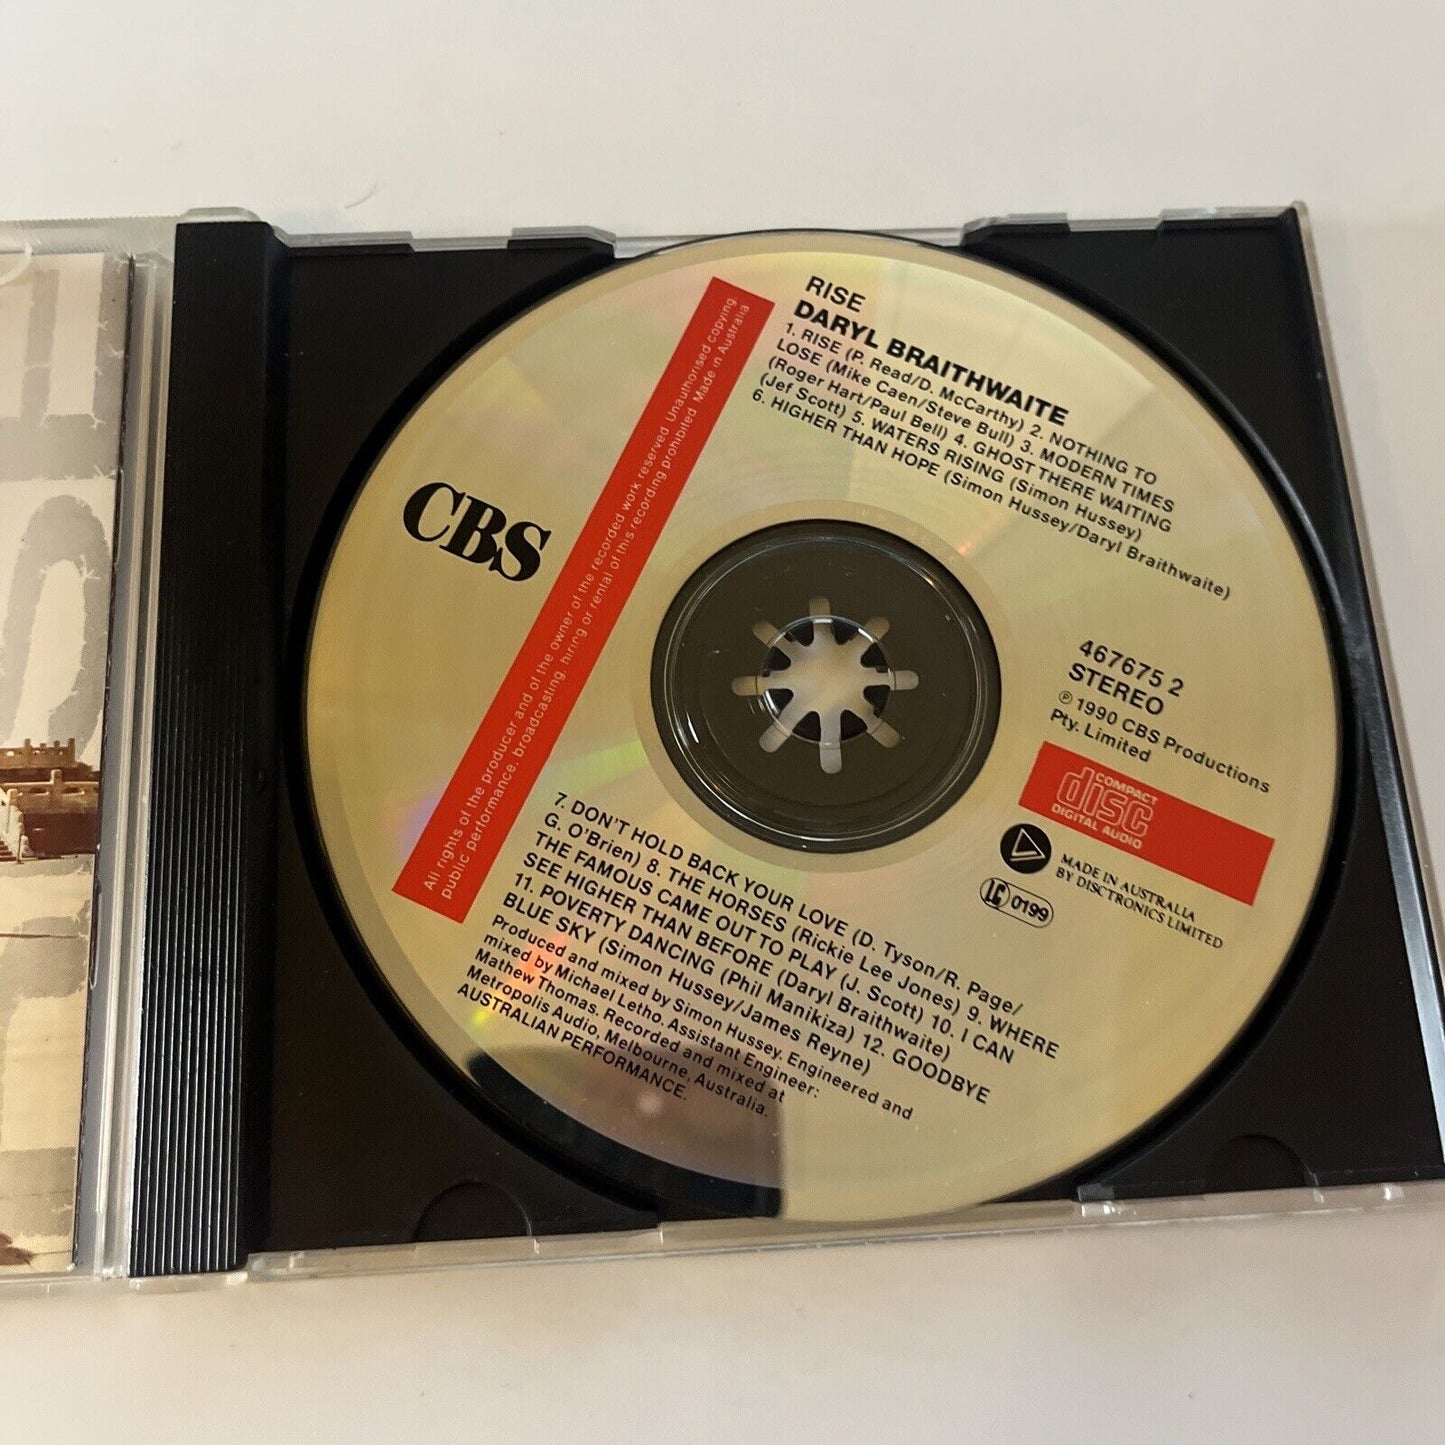 RISE
DARYL BRAITHWAITE
1. RISE (P. Read/D. McCarthy) 2. NOTHING TO
LOSE (Mike Caen/Steve Bull) 3. MODERN TIMES
(Roger Hart/Paul Bell) 4. GHOST THERE WAITING
(Jef Scott) 5. WATERS RISING (Simon Hussey)
6. HIGHER THAN HOPE (Simon Hussey/Daryl Braithwaite)
CBS
All rights of the producer and of the owner of the recorded work reserved. Unauthorised copying,
public performance, broadcasting, hiring or rental of this recording prohibited. Made in Australia
467675 2
STEREO
℗ 1990 CBS Productions
Pty. Limited
COMPACT
disc
DIGITAL AUDIO
MADE IN AUSTRALIA
BY DISCTRONICS LIMITED
LC 0199
7. DON'T HOLD BACK YOUR LOVE (D. Tyson/R. Page/
G. O'Brien) 8. THE HORSES (Rickie Lee Jones) 9. WHERE
THE FAMOUS CAME OUT TO PLAY (J. Scott) 10. I CAN
SEE HIGHER THAN BEFORE (Daryl Braithwaite)
11. POVERTY DANCING (Phil Manikiza) 12. GOODBYE
BLUE SKY (Simon Hussey/James Reyne)
Produced and mixed by Simon Hussey. Engineered and
mixed by Michael Letho. Assistant Engineer:
Mathew Thomas. Recorded and mixed at
Metropolis Audio, Melbourne, Australia.
AUSTRALIAN PERFORMANCE.